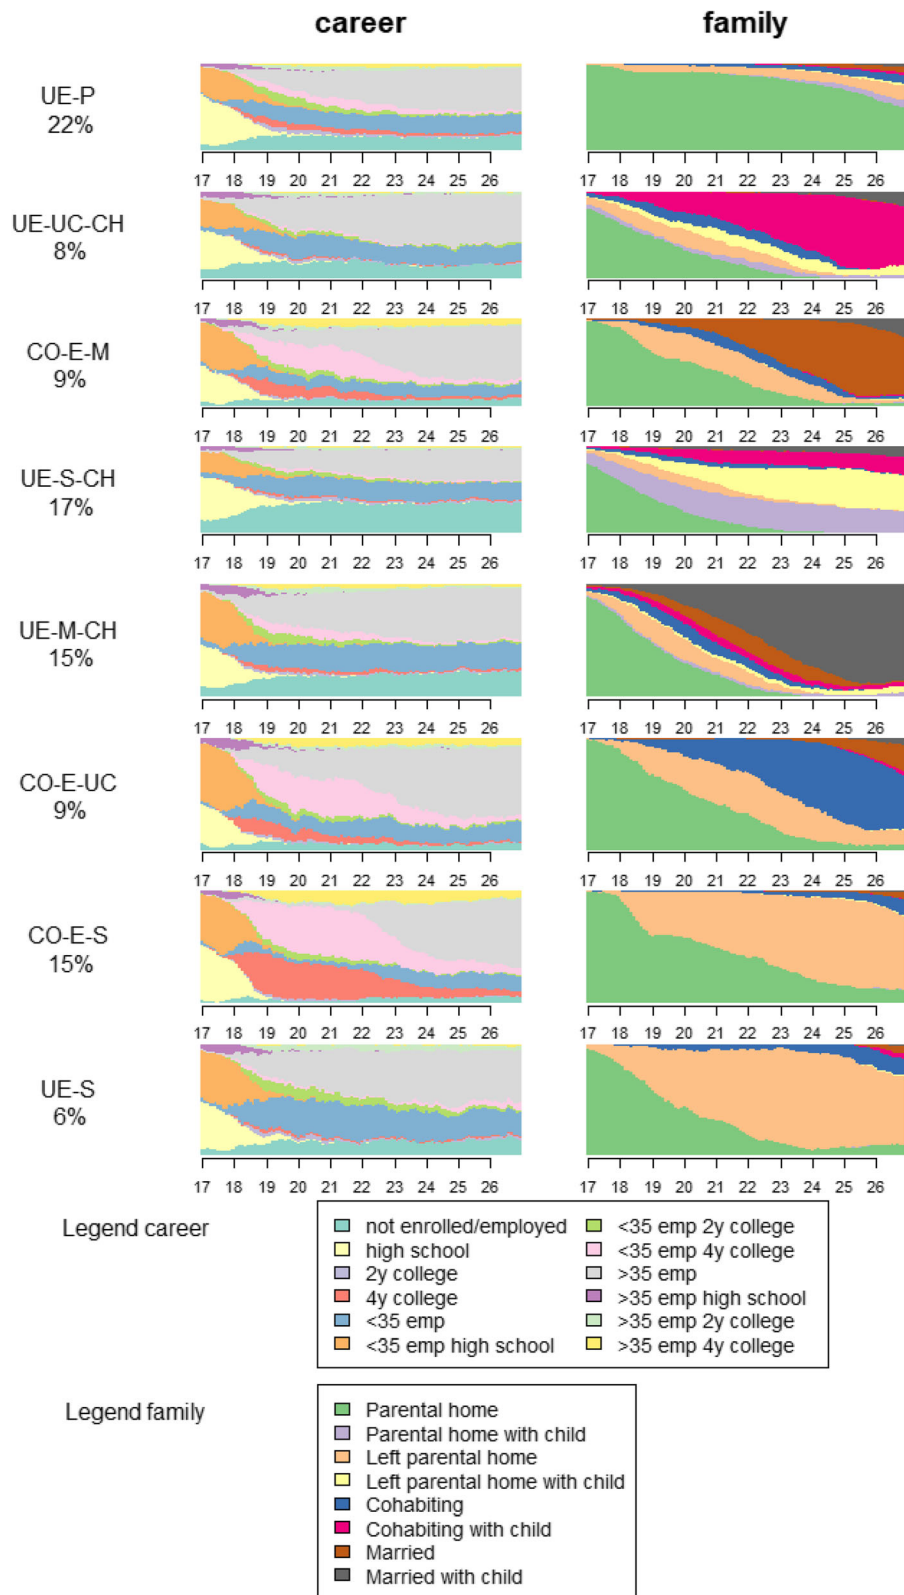 career family
UE-P
22%
17 18 19 20 21 22 23 24 25 26 17 18 19 20 21 22 23 24 25 26
UE-UC-CH
8%
17 18 19 20 21 22 23 24 25 26 17 18 19 20 21 22 23 24 25 26
CO-E-M
9%
17 18 19 20 21 22 23 24 25 26 17 18 19 20 21 22 23 24 25 26
UE-S-CH
17%
17 18 19 20 21 22 23 24 25 26 17 18 19 20 21 22 23 24 25 26
UE-M-CH
15%
17 18 19 20 21 22 23 24 25 26 17 18 19 20 21 22 23 24 25 26
CO-E-UC
9%
17 18 19 20 21 22 23 24 25 26 17 18 19 20 21 22 23 24 25 26
CO-E-S
15%
17 18 19 20 21 22 23 24 25 26 17 18 19 20 21 22 23 24 25 26
UE-S
6%
17 18 19 20 21 22 23 24 25 26 17 18 19 20 21 22 23 24 25 26
Legend career
not enrolled/employed <35 emp 2y college
high school <35 emp 4y college
2y college >35 emp
4y college >35 emp high school
<35 emp >35 emp 2y college
<35 emp high school >35 emp 4y college
Legend family
Parental home
Parental home with child
Left parental home
Left parental home with child
Cohabiting
Cohabiting with child
Married
Married with child